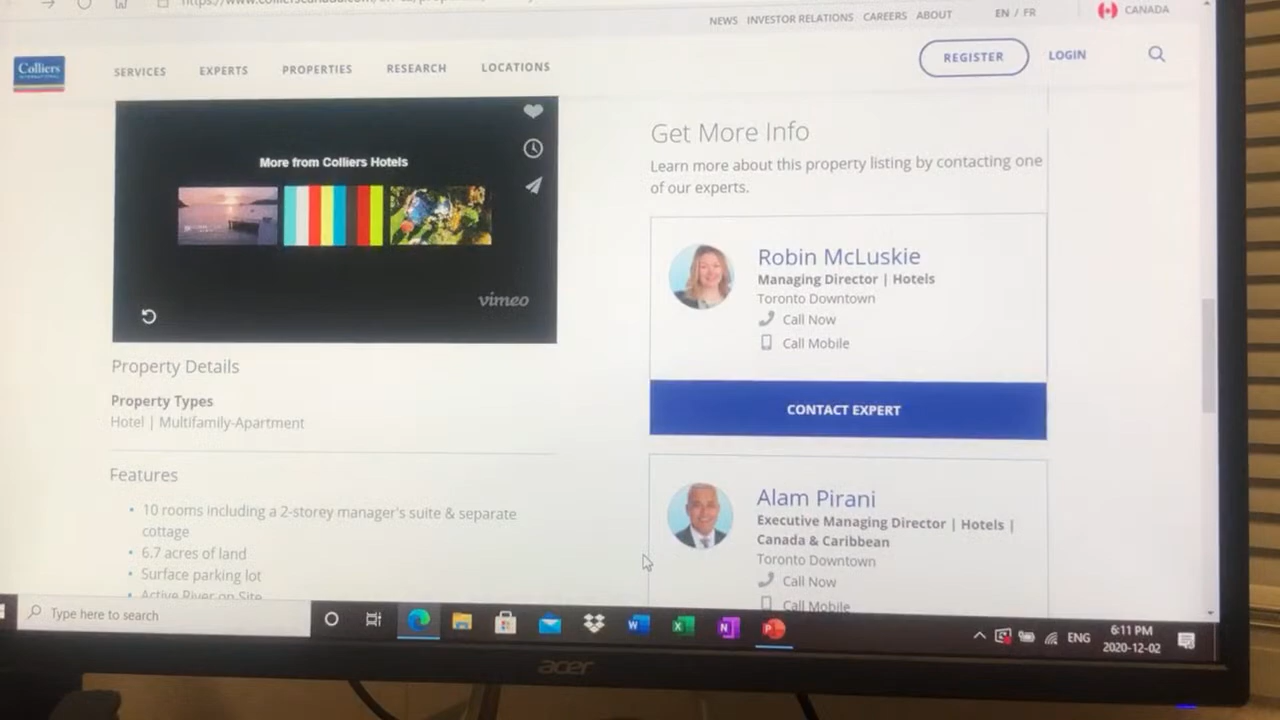 NEWS INVESTOR RELATIONS CAREERS ABOUT EN / FR CANADA
Colliers
INTERNATIONAL
SERVICES EXPERTS PROPERTIES RESEARCH LOCATIONS REGISTER LOGIN
More from Colliers Hotels
vimeo
Property Details
Property Types
Hotel | Multifamily-Apartment
Features
• 10 rooms including a 2-storey manager's suite & separate
cottage
• 6.7 acres of land
• Surface parking lot
• Active River on Site
Get More Info
Learn more about this property listing by contacting one
of our experts.
Robin McLuskie
Managing Director | Hotels
Toronto Downtown
Call Now
Call Mobile
CONTACT EXPERT
Alam Pirani
Executive Managing Director | Hotels |
Canada & Caribbean
Toronto Downtown
Call Now
Call Mobile
Type here to search
ENG
6:11 PM
2020-12-02
acer